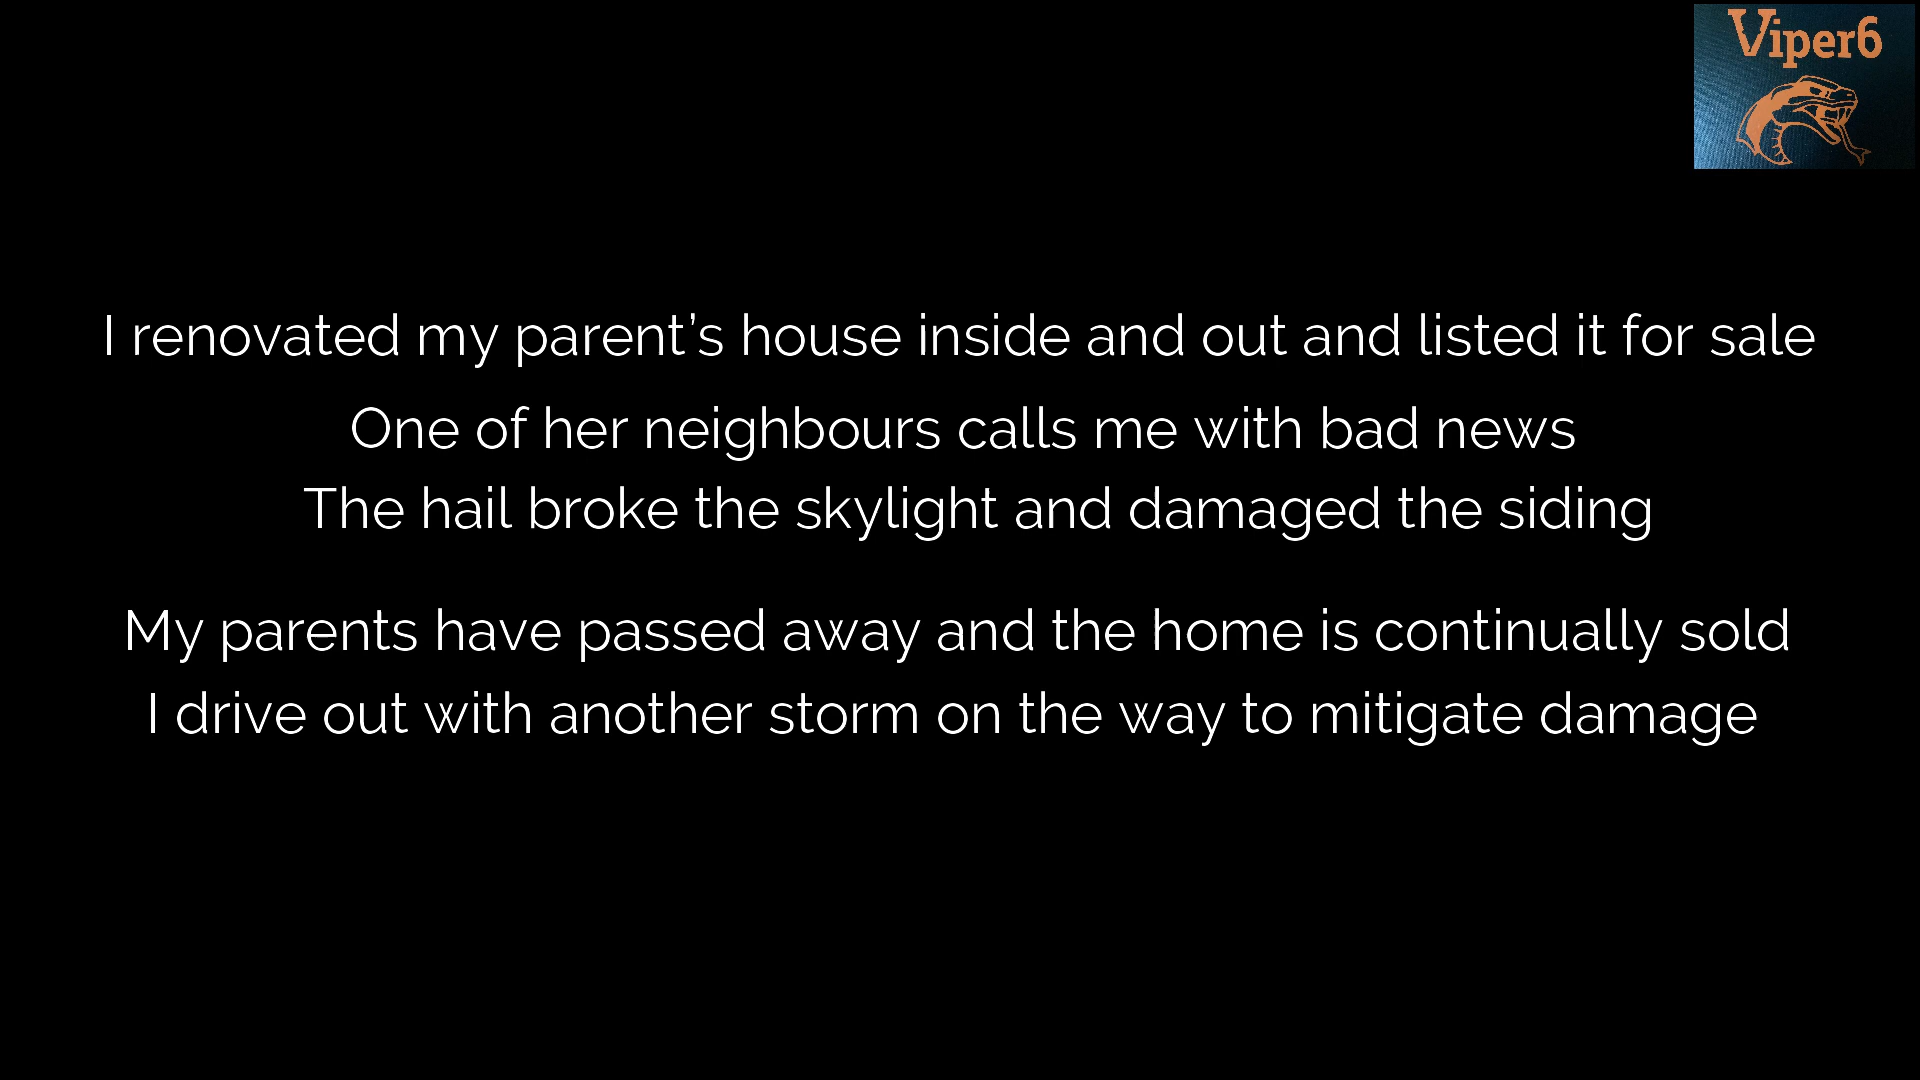 Viper6
I renovated my parent’s house inside and out and listed it for sale
One of her neighbours calls me with bad news
The hail broke the skylight and damaged the siding
My parents have passed away and the home is continually sold
I drive out with another storm on the way to mitigate damage